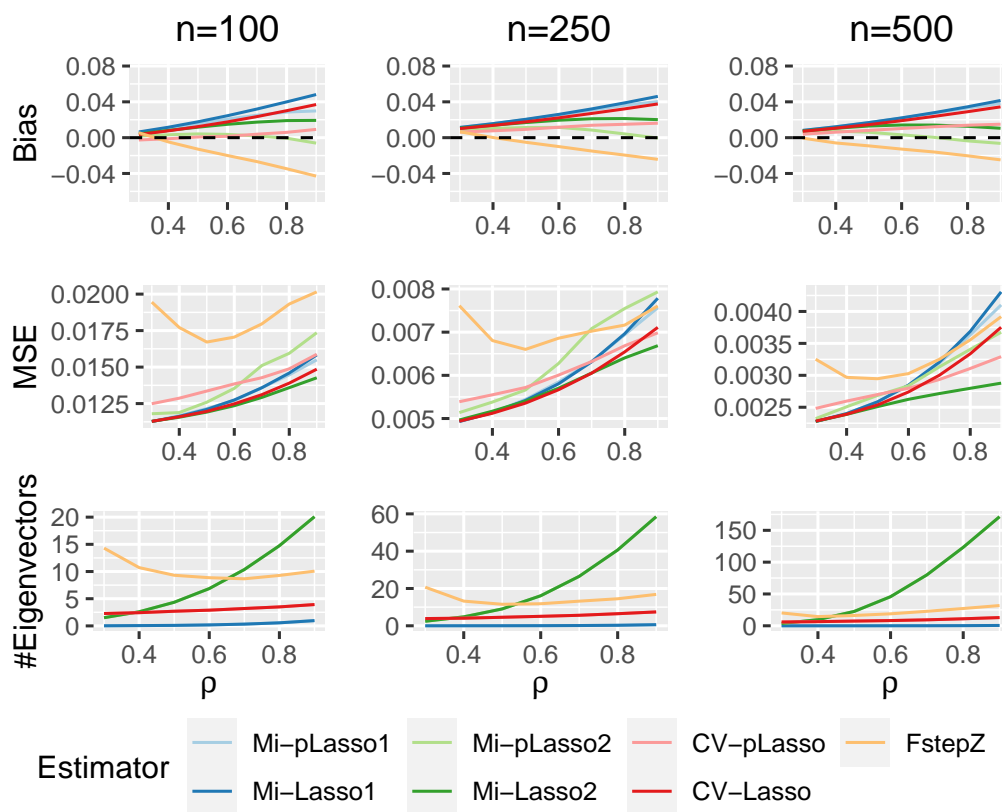 n=100 n=250 n=500
Bias
0.08
0.04
0.00
−0.04
0.4 0.6 0.8
0.08
0.04
0.00
−0.04
0.4 0.6 0.8
0.08
0.04
0.00
−0.04
0.4 0.6 0.8
MSE
0.0200
0.0175
0.0150
0.0125
0.4 0.6 0.8
0.008
0.007
0.006
0.005
0.4 0.6 0.8
0.0040
0.0035
0.0030
0.0025
0.4 0.6 0.8
#Eigenvectors
20
15
10
5
0
0.4 0.6 0.8
ρ
60
40
20
0
0.4 0.6 0.8
ρ
150
100
75
50
25
0
0.4 0.6 0.8
ρ
Estimator
Mi−pLasso1 Mi−pLasso2 CV−pLasso FstepZ
Mi−Lasso1 Mi−Lasso2 CV−Lasso